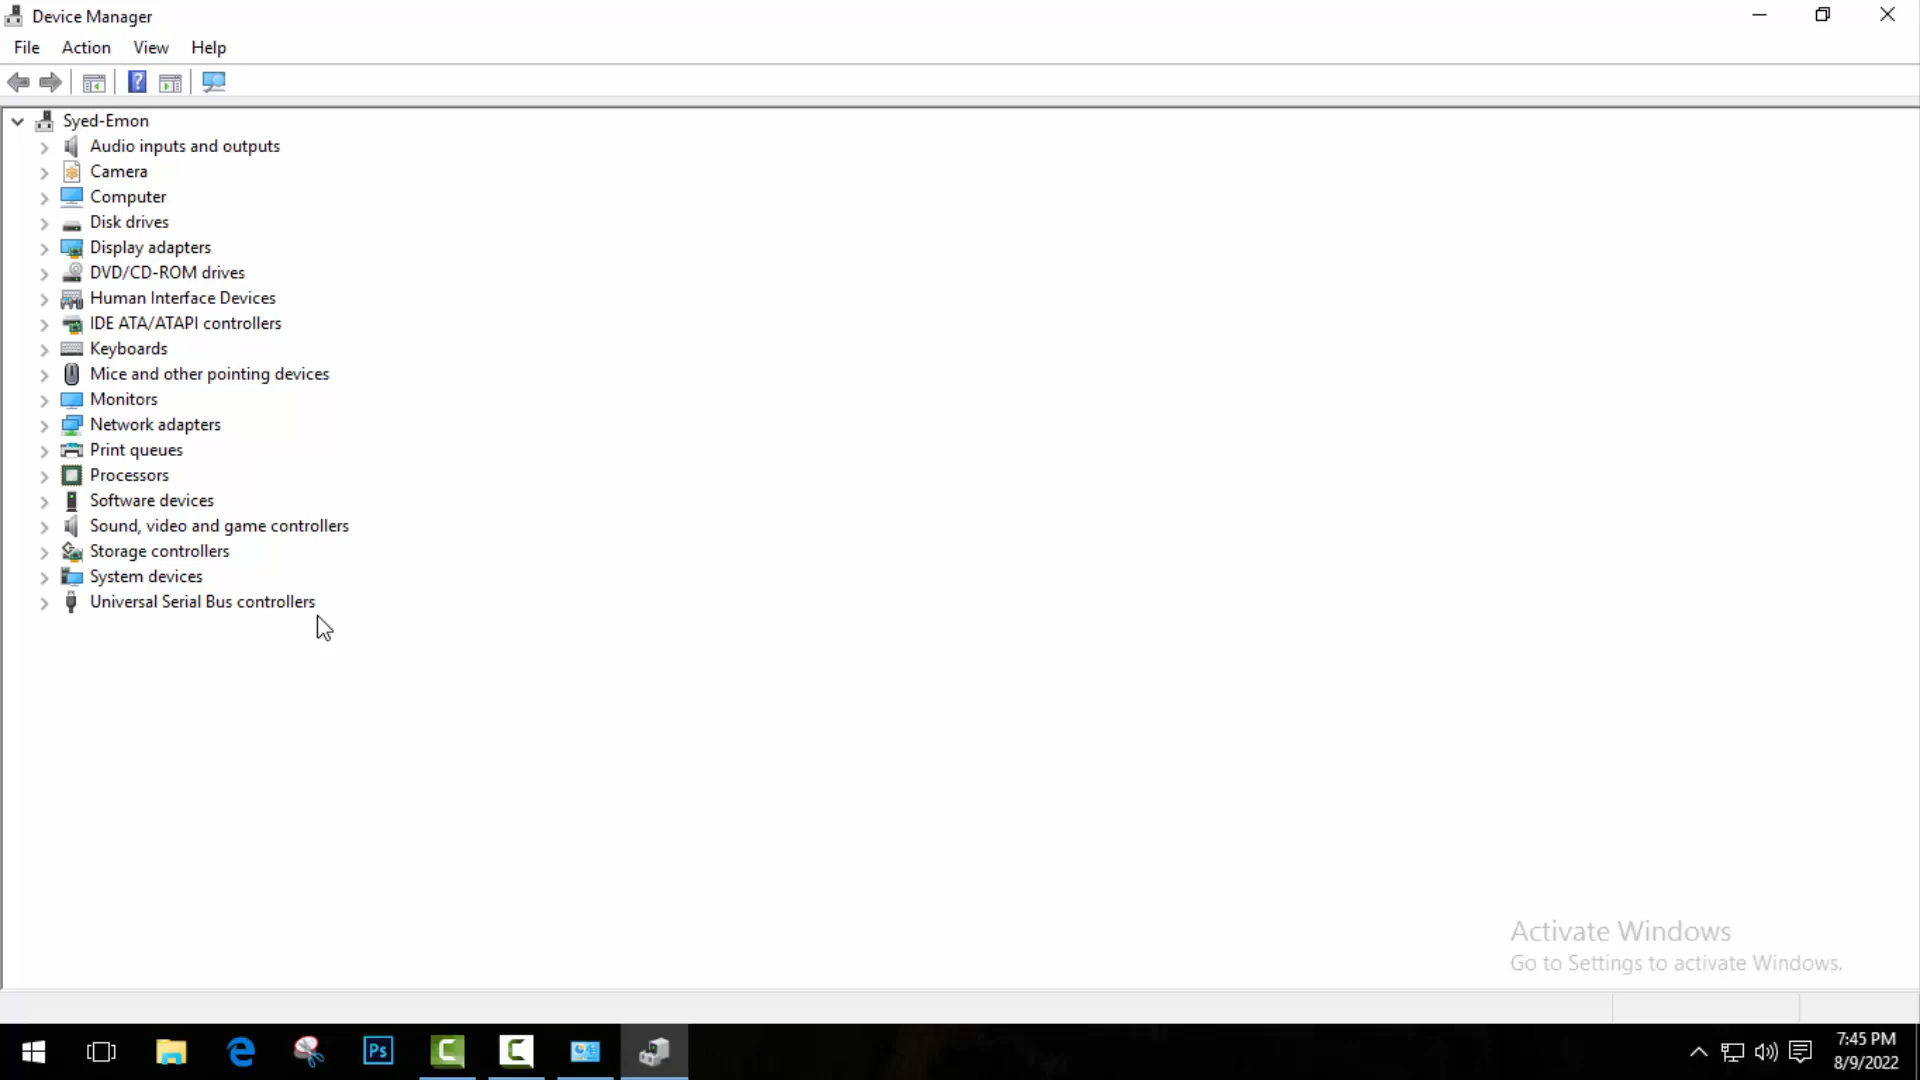 Device Manager
File Action View Help
Syed-Emon
Audio inputs and outputs
Camera
Computer
Disk drives
Display adapters
DVD/CD-ROM drives
Human Interface Devices
IDE ATA/ATAPI controllers
Keyboards
Mice and other pointing devices
Monitors
Network adapters
Print queues
Processors
Software devices
Sound, video and game controllers
Storage controllers
System devices
Universal Serial Bus controllers
Activate Windows
Go to Settings to activate Windows.
Ps
7:45 PM
8/9/2022